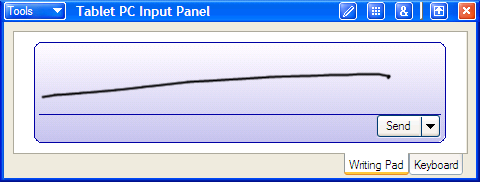 Tools
Tablet PC Input Panel
&
Send
Writing Pad
Keyboard